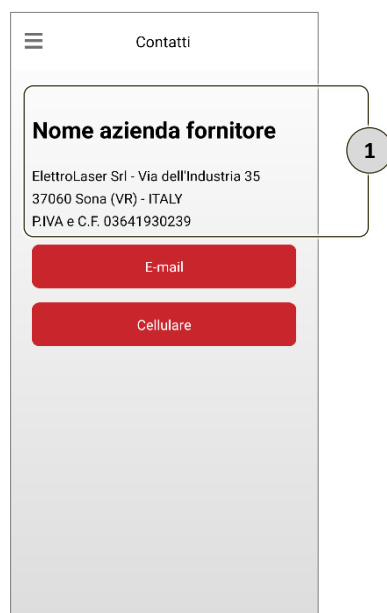 Contatti
Nome azienda fornitore
ElettroLaser Srl - Via dell'Industria 35
37060 Sona (VR) - ITALY
P.IVA e C.F. 03641930239
1
E-mail
Cellulare